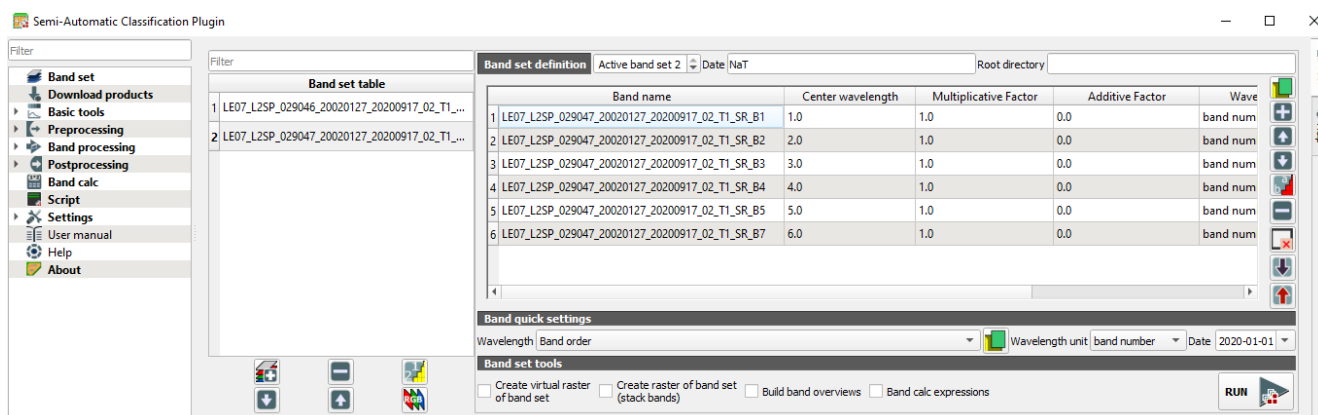 Semi-Automatic Classification Plugin
Filter
Band set
Download products
Basic tools
Preprocessing
Band processing
Postprocessing
Band calc
Script
Settings
User manual
Help
About
Filter
Band set table
1 LE07_L2SP_029046_20020127_20200917_02_T1_...
2 LE07_L2SP_029047_20020127_20200917_02_T1_...
Band set definition Active band set 2 Date NaT Root directory
Band name Center wavelength Multiplicative Factor Additive Factor Wave
1 LE07_L2SP_029047_20020127_20200917_02_T1_SR_B1 1.0 1.0 0.0 band num
2 LE07_L2SP_029047_20020127_20200917_02_T1_SR_B2 2.0 1.0 0.0 band num
3 LE07_L2SP_029047_20020127_20200917_02_T1_SR_B3 3.0 1.0 0.0 band num
4 LE07_L2SP_029047_20020127_20200917_02_T1_SR_B4 4.0 1.0 0.0 band num
5 LE07_L2SP_029047_20020127_20200917_02_T1_SR_B5 5.0 1.0 0.0 band num
6 LE07_L2SP_029047_20020127_20200917_02_T1_SR_B7 6.0 1.0 0.0 band num
Band quick settings
Wavelength Band order Wavelength unit band number Date 2020-01-01
Band set tools
Create virtual raster
of band set
Create raster of band set
(stack bands)
Build band overviews
Band calc expressions
RUN
RGB